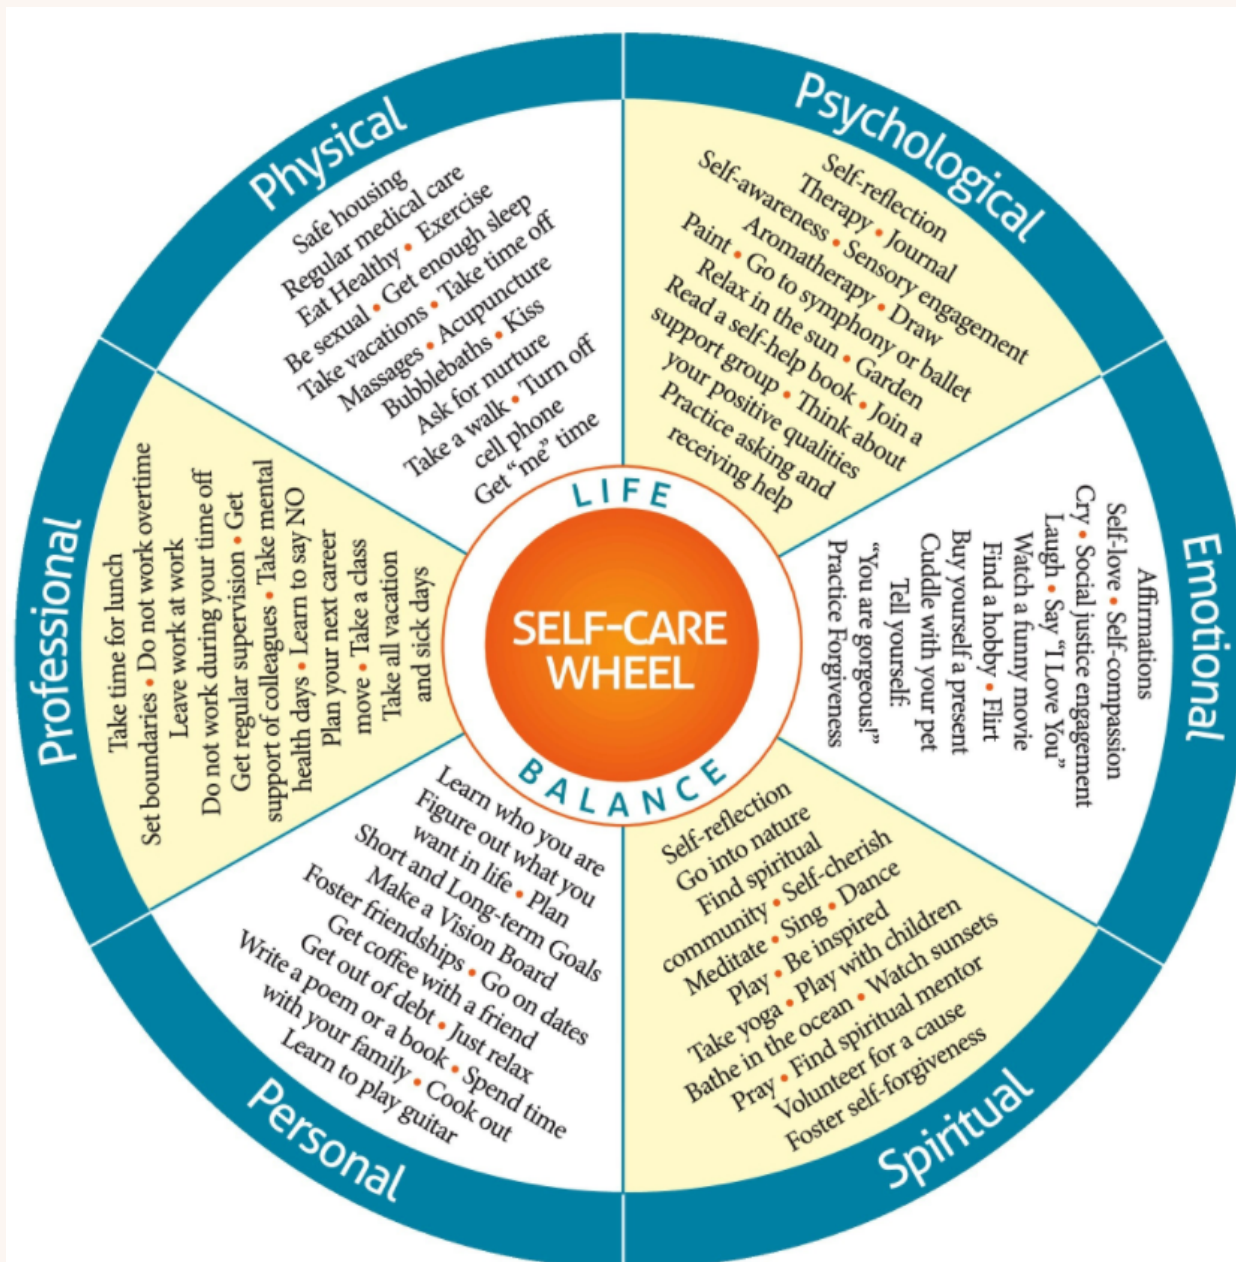 SELF-CARE
WHEEL
LIFE
BALANCE
Physical
Safe housing
Regular medical care
Eat Healthy • Exercise
Be sexual • Get enough sleep
Take vacations • Take time off
Massages • Acupuncture
Bubblebaths • Kiss
Ask for nurture
Take a walk • Turn off
cell phone
Get “me” time
Psychological
Self-reflection
Therapy • Journal
Self-awareness • Sensory engagement
Aromatherapy • Draw
Paint • Go to symphony or ballet
Relax in the sun • Garden
Read a self-help book • Join a
support group • Think about
your positive qualities
Practice asking and
receiving help
Emotional
Affirmations
Self-love • Self-compassion
Cry • Social justice engagement
Laugh • Say “I Love You”
Watch a funny movie
Find a hobby • Flirt
Buy yourself a present
Cuddle with your pet
Tell yourself:
“You are gorgeous!”
Practice Forgiveness
Spiritual
Self-reflection
Go into nature
Find spiritual
community • Self-cherish
Meditate • Sing • Dance
Play • Be inspired
Take yoga • Play with children
Bathe in the ocean • Watch sunsets
Pray • Find spiritual mentor
Volunteer for a cause
Foster self-forgiveness
Personal
Learn who you are
Figure out what you
want in life • Plan
Short and Long-term Goals
Make a Vision Board
Foster friendships • Go on dates
Get coffee with a friend
Get out of debt • Just relax
Write a poem or a book • Spend time
with your family • Cook out
Learn to play guitar
Professional
Take time for lunch
Set boundaries • Do not work overtime
Leave work at work
Do not work during your time off
Get regular supervision • Get
support of colleagues • Take mental
health days • Learn to say NO
Plan your next career
move • Take a class
Take all vacation
and sick days